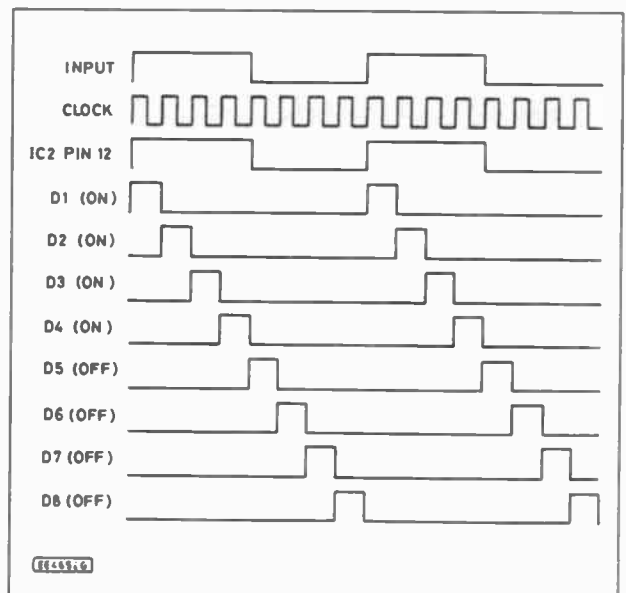 INPUT
CLOCK
IC2 PIN 12
D1 (ON)
D2 (ON)
D3 (ON)
D4 (ON)
D5 (OFF)
D6 (OFF)
D7 (OFF)
D8 (OFF)